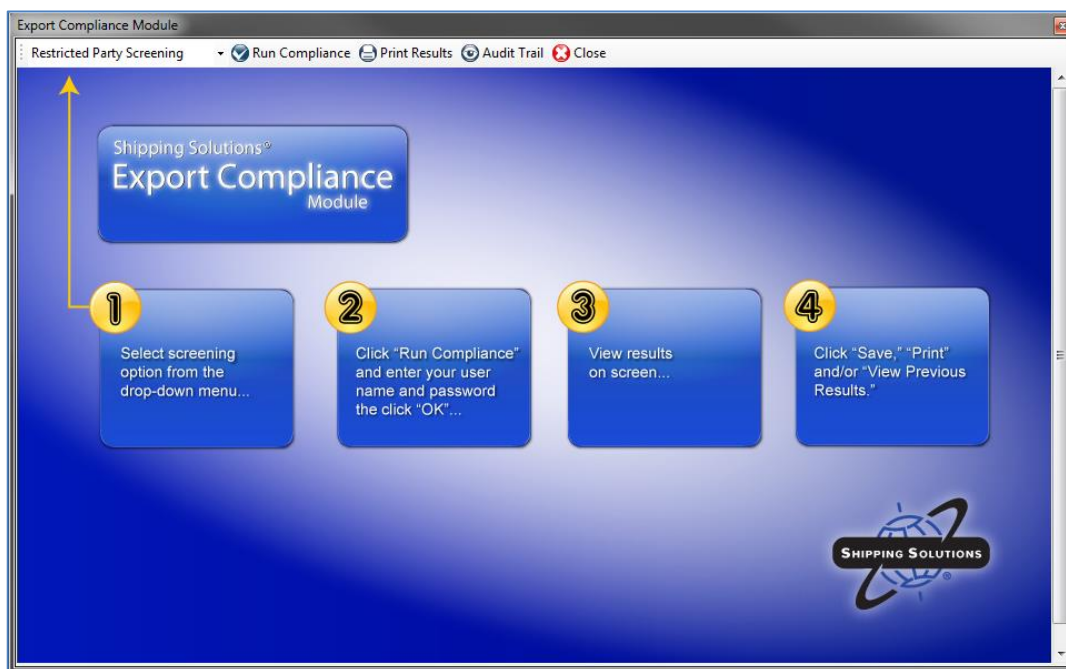 Export Compliance Module
Restricted Party Screening Run Compliance Print Results Audit Trail Close
Shipping Solutions®
Export Compliance
Module
1
Select screening
option from the
drop-down menu...
2
Click “Run Compliance”
and enter your user
name and password
the click “OK”...
3
View results
on screen...
4
Click “Save,” “Print”
and/or “View Previous
Results.”
SHIPPING SOLUTIONS
®